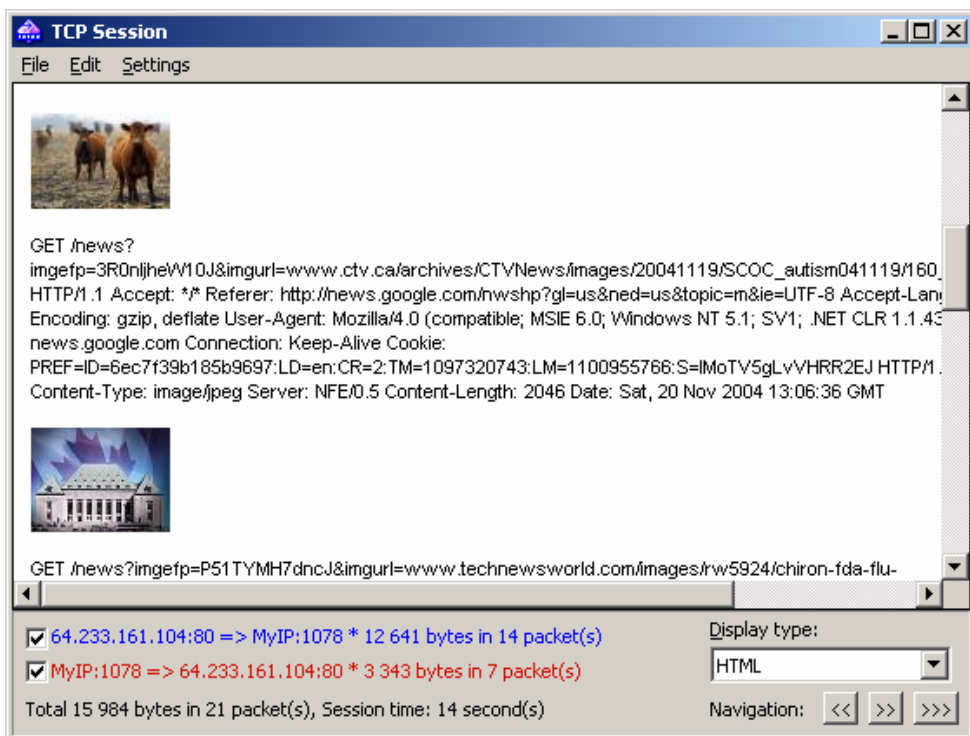 TCP Session
File Edit Settings
GET /news?
imgefp=3R0nljheW10J&imgurl=www.ctv.ca/archives/CTVNews/images/20041119/SCOC_autism041119/160_
HTTP/1.1 Accept: */* Referer: http://news.google.com/nwshp?gl=us&ned=us&topic=m&ie=UTF-8 Accept-Lan
Encoding: gzip, deflate User-Agent: Mozilla/4.0 (compatible; MSIE 6.0; Windows NT 5.1; SV1; .NET CLR 1.1.43
news.google.com Connection: Keep-Alive Cookie:
PREF=ID=6ec7f39b185b9697:LD=en:CR=2:TM=1097320743:LM=1100955766:S=lMoTV5gLvVHRR2EJ HTTP/1.
Content-Type: image/jpeg Server: NFE/0.5 Content-Length: 2046 Date: Sat, 20 Nov 2004 13:06:36 GMT
GET /news?imgefp=P51TYMH7dncJ&imgurl=www.technewsworld.com/images/rw5924/chiron-fda-flu-
64.233.161.104:80 => MyIP:1078 * 12 641 bytes in 14 packet(s)
MyIP:1078 => 64.233.161.104:80 * 3 343 bytes in 7 packet(s)
Total 15 984 bytes in 21 packet(s), Session time: 14 second(s)
Display type:
HTML
Navigation: << >> >>>